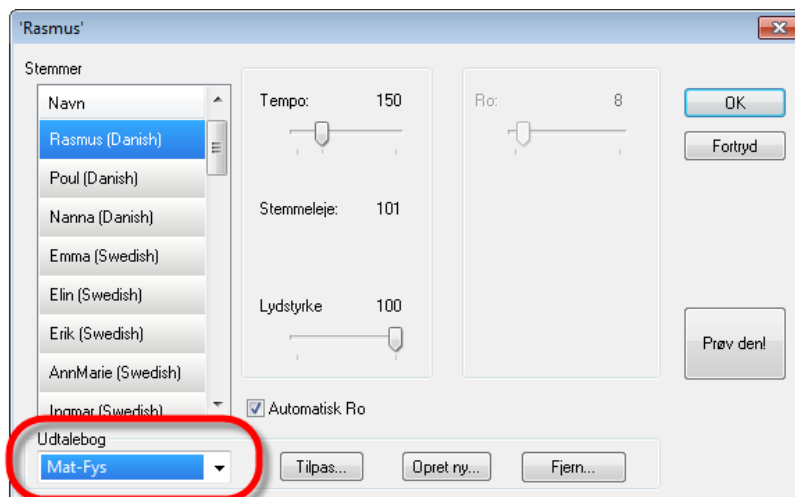 'Rasmus'
Stemmer
Navn
Rasmus (Danish)
Poul (Danish)
Nanna (Danish)
Emma (Swedish)
Elin (Swedish)
Erik (Swedish)
AnnMarie (Swedish)
Ingmar (Swedish)
Tempo: 150
Stemmeleje: 101
Lydstyrke 100
Ro: 8
OK
Fortryd
Prøv den!
Automatisk Ro
Udtalebog
Mat-Fys
Tilpas... Opret ny... Fjern...